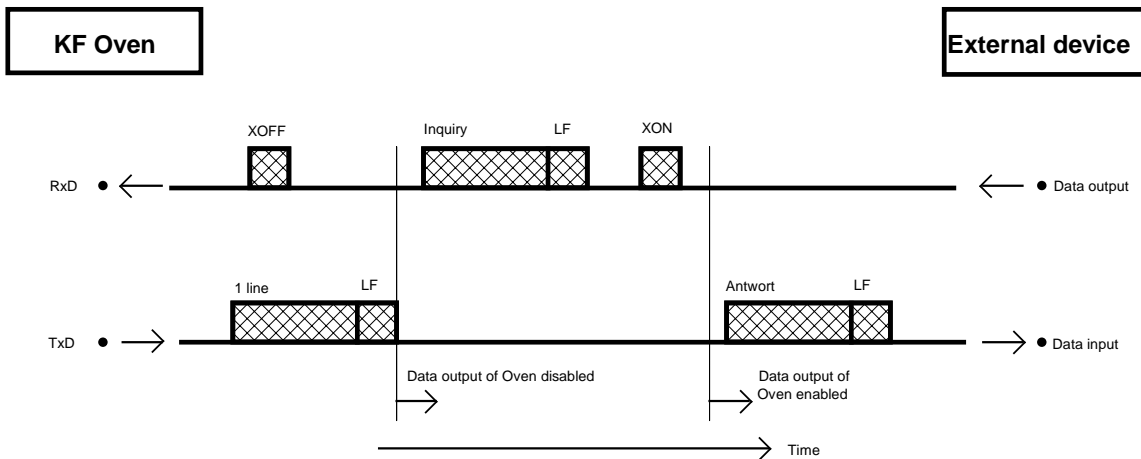 KF Oven
External device
XOFF
Inquiry
LF
XON
RxD
Data output
1 line
LF
Antwort
LF
TxD
Data input
Data output of Oven disabled
Data output of
Oven enabled
Time